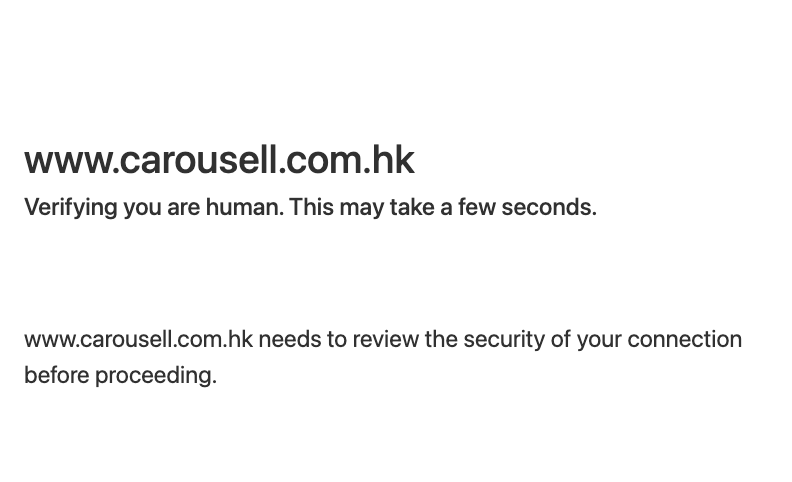 www.carousell.com.hk
Verifying you are human. This may take a few seconds.
www.carousell.com.hk needs to review the security of your connection
before proceeding.